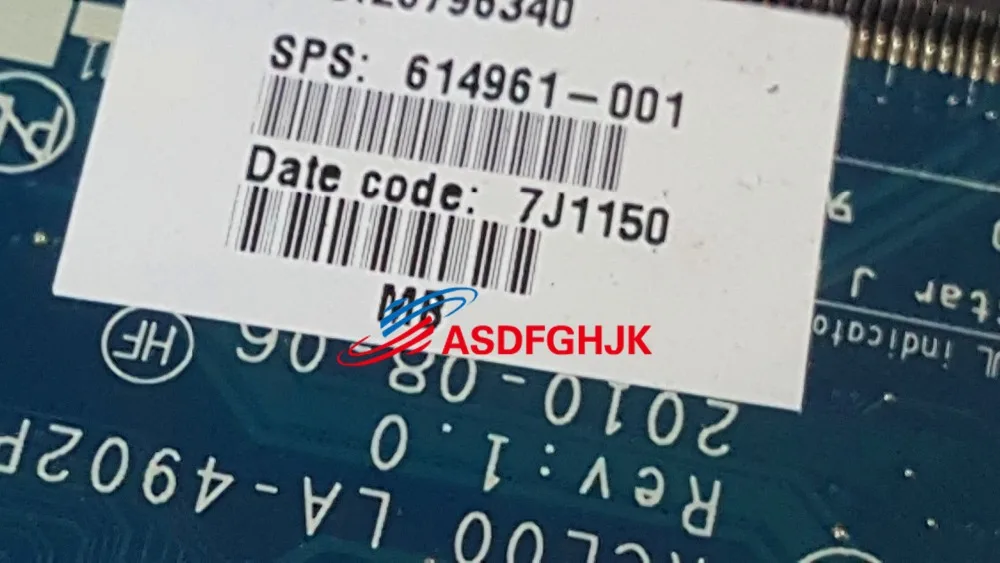 SPS: 614961-001
Date code: 7J1150
MB
ASDFGHJK
HF
2010-08-06
Rev:1.0
LA-4902P